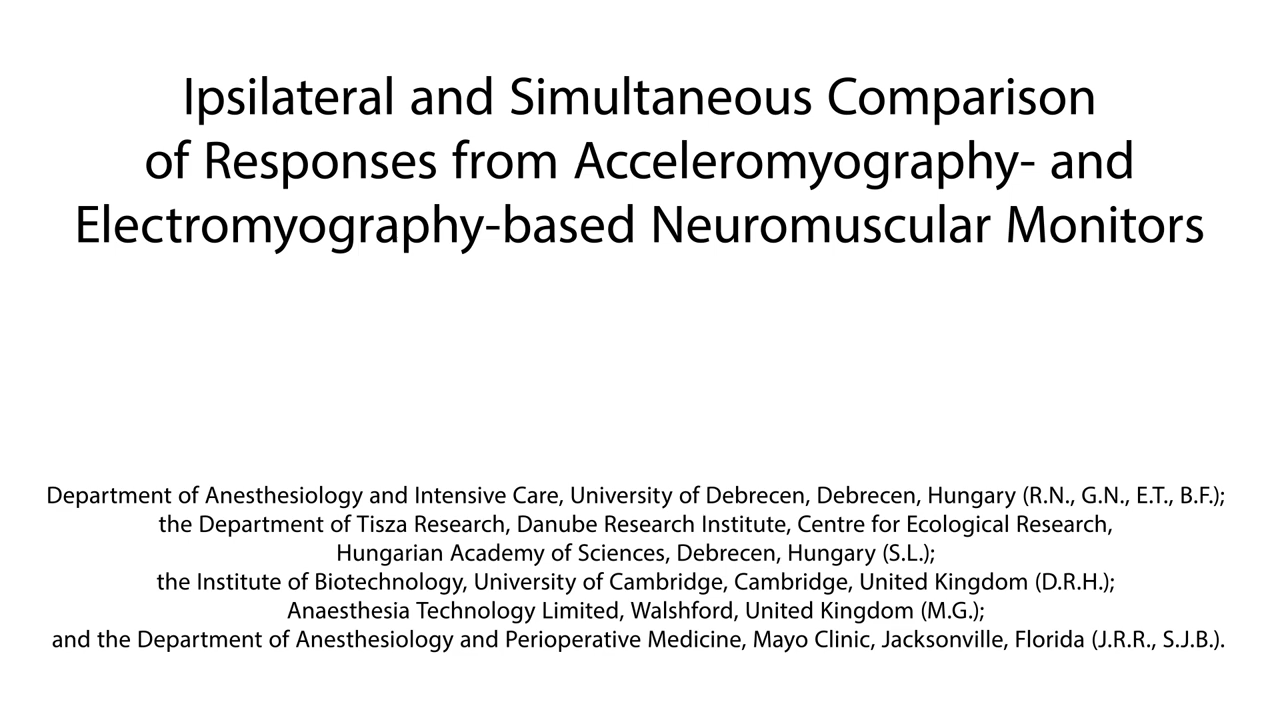 Ipsilateral and Simultaneous Comparison
of Responses from Acceleromyography- and
Electromyography-based Neuromuscular Monitors
Department of Anesthesiology and Intensive Care, University of Debrecen, Debrecen, Hungary (R.N., G.N., E.T., B.F.);
the Department of Tisza Research, Danube Research Institute, Centre for Ecological Research,
Hungarian Academy of Sciences, Debrecen, Hungary (S.L.);
the Institute of Biotechnology, University of Cambridge, Cambridge, United Kingdom (D.R.H.);
Anaesthesia Technology Limited, Walshford, United Kingdom (M.G.);
and the Department of Anesthesiology and Perioperative Medicine, Mayo Clinic, Jacksonville, Florida (J.R.R., S.J.B.).